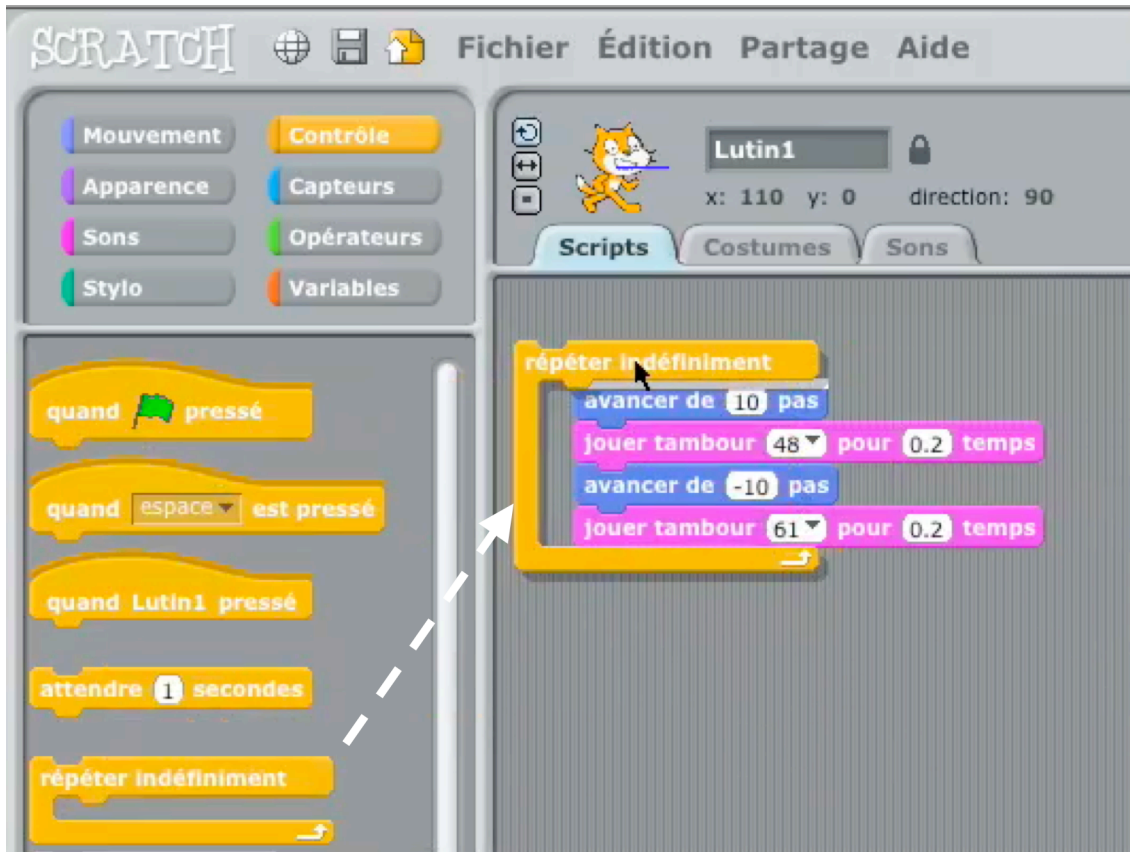 SCRATCH Fichier Édition Partage Aide
Mouvement Contrôle
Apparence Capteurs
Sons Opérateurs
Stylo Variables
Lutin1
x: 110 y: 0 direction: 90
Scripts Costumes Sons
quand pressé
quand espace est pressé
quand Lutin1 pressé
attendre 1 secondes
répéter indéfiniment
répéter indéfiniment
avancer de 10 pas
jouer tambour 48 pour 0.2 temps
avancer de -10 pas
jouer tambour 61 pour 0.2 temps